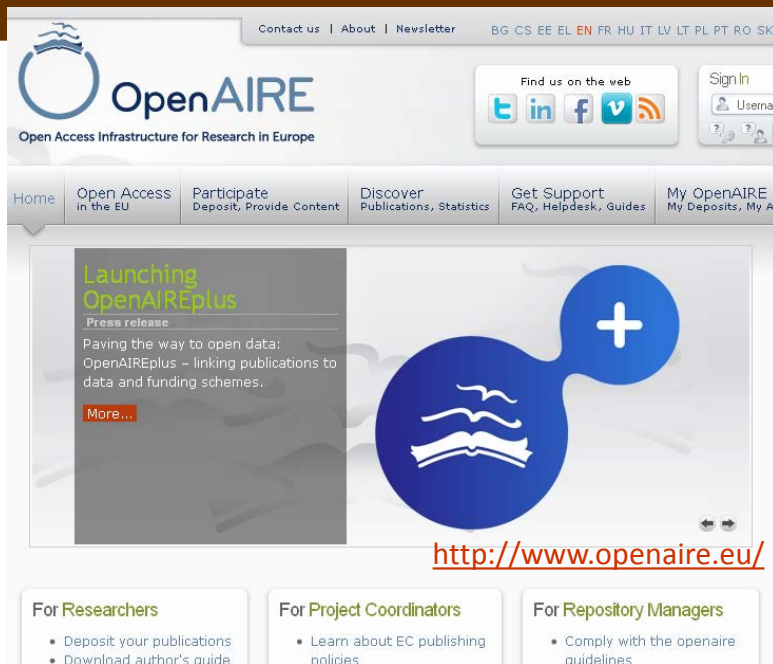 Contact us | About | Newsletter
BG CS EE EL EN FR HU IT LV LT PL PT RO SK
OpenAIRE
Open Access Infrastructure for Research in Europe
Find us on the web
Sign In
Home
Open Access
in the EU
Participate
Deposit, Provide Content
Discover
Publications, Statistics
Get Support
FAQ, Helpdesk, Guides
My OpenAIRE
My Deposits, My
Launching
OpenAIREplus
Press release
Paving the way to open data:
OpenAIREplus – linking publications to
data and funding schemes.
More...
http://www.openaire.eu/
For Researchers
• Deposit your publications
• Download author's guide
For Project Coordinators
• Learn about EC publishing
policies
For Repository Managers
• Comply with the openaire
guidelines